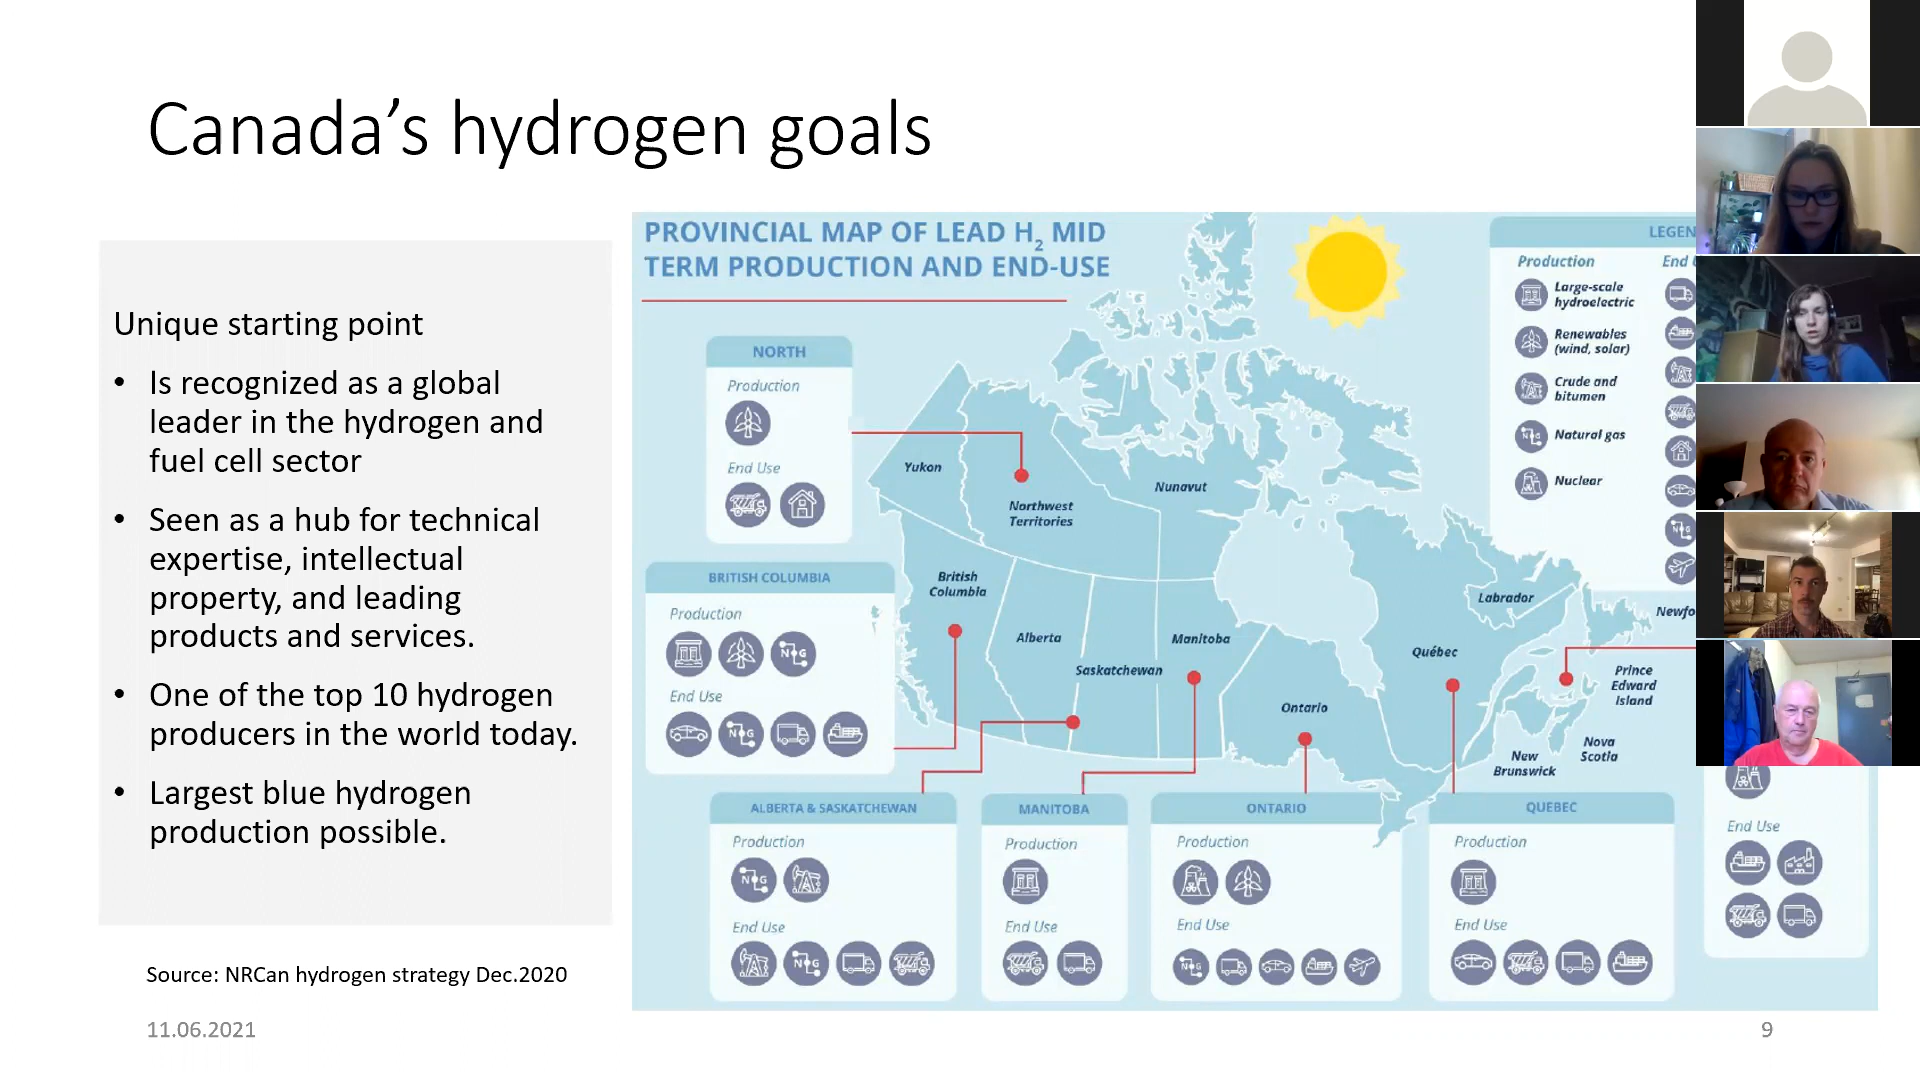 Canada’s hydrogen goals
Unique starting point
• Is recognized as a global
leader in the hydrogen and
fuel cell sector
• Seen as a hub for technical
expertise, intellectual
property, and leading
products and services.
• One of the top 10 hydrogen
producers in the world today.
• Largest blue hydrogen
production possible.
Source: NRCan hydrogen strategy Dec.2020
11.06.2021
9
PROVINCIAL MAP OF LEAD H2 MID
TERM PRODUCTION AND END-USE
NORTH
Production
End Use
BRITISH COLUMBIA
Production
N G
End Use
N G
Yukon
Northwest
Territories
Nunavut
British
Columbia
Alberta
Saskatchewan
Manitoba
Ontario
Québec
Labrador
Prince
Edward
Island
New
Brunswick
Nova
Scotia
Production
Large-scale
hydroelectric
Renewables
(wind, solar)
Crude and
bitumen
N G
Natural gas
Nuclear
End
N G
ALBERTA & SASKATCHEWAN
Production
N G
End Use
N G
MANITOBA
Production
End Use
ONTARIO
Production
End Use
N G
QUEBEC
Production
End Use
End Use